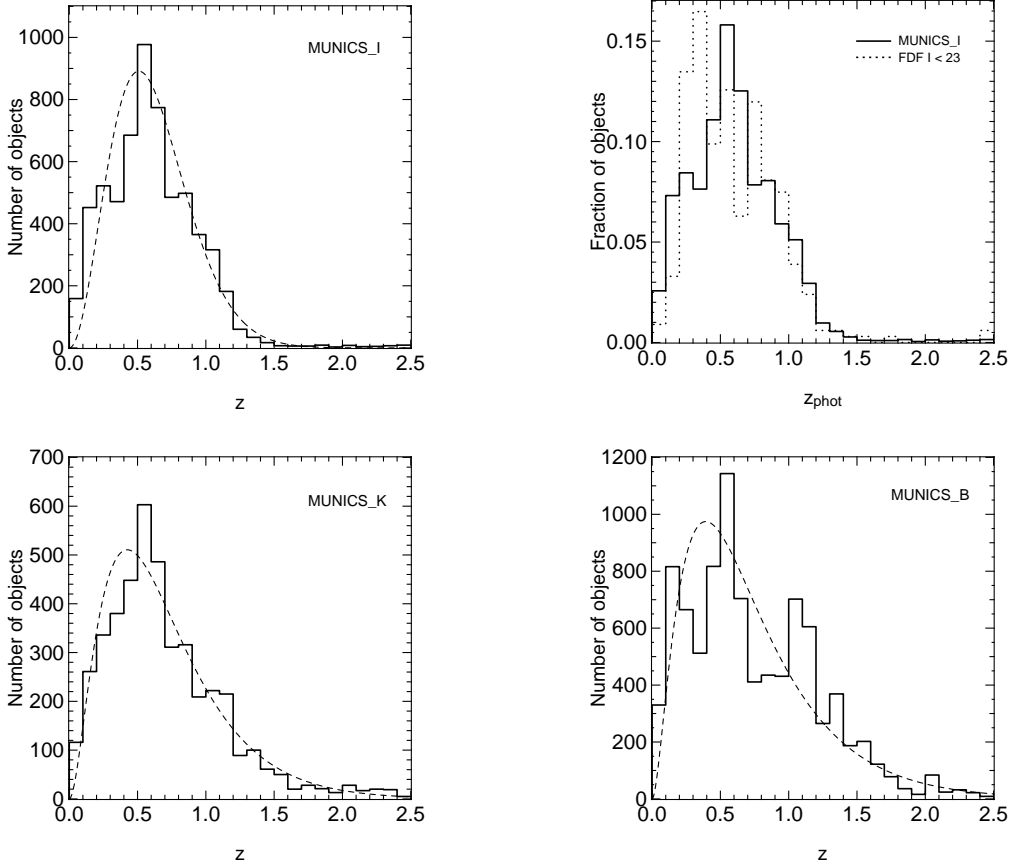 MUNICS_I
Number of objects
1000
800
600
400
200
0
0.0 0.5 1.0 1.5 2.0 2.5
z
MUNICS_I
FDF I < 23
Fraction of objects
0.15
0.10
0.05
0.00
0.0 0.5 1.0 1.5 2.0 2.5
zphot
MUNICS_K
Number of objects
700
600
500
400
300
200
100
0
0.0 0.5 1.0 1.5 2.0 2.5
z
MUNICS_B
Number of objects
1200
1000
800
600
400
200
0
0.0 0.5 1.0 1.5 2.0 2.5
z